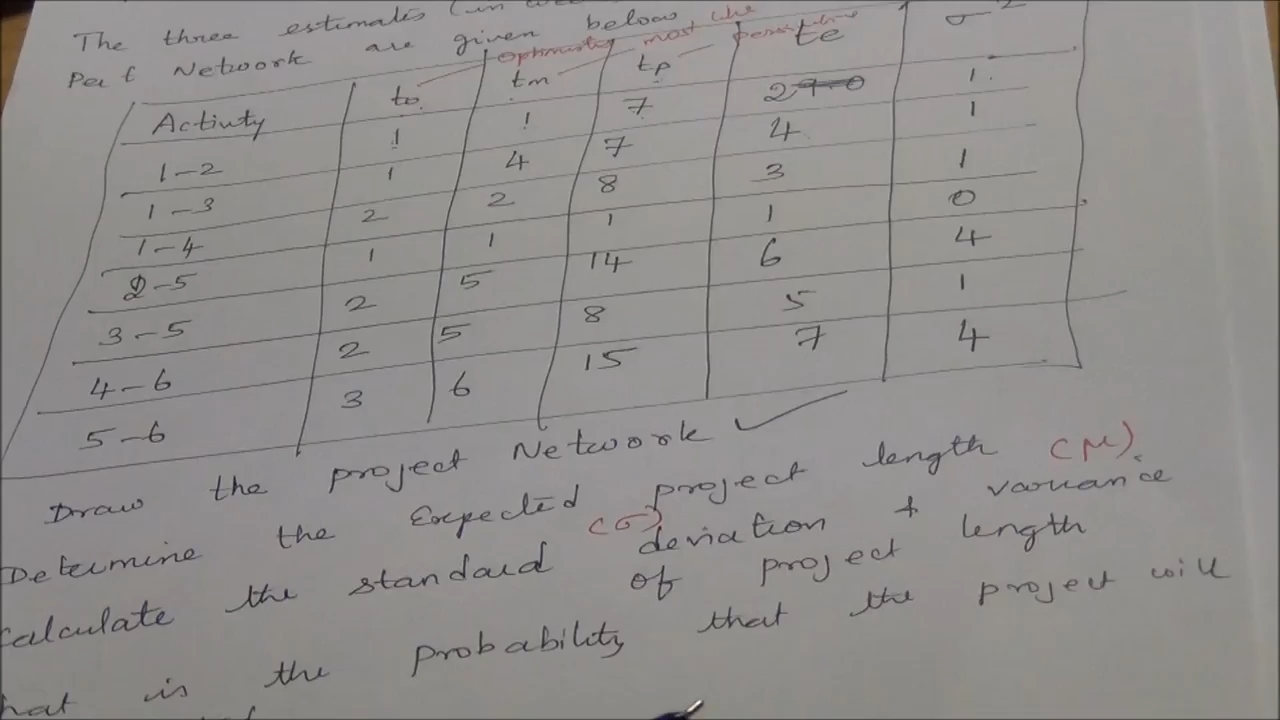 The three estimates (in
Pert Network are given below
optimistic most like
Activity to tm tp te σ²
1-2 1 1 7 2 1
1-3 1 4 7 4 1
1-4 2 2 8 3 1
2-5 1 1 1 1 0
3-5 2 5 14 6 4
4-6 2 5 8 5 1
5-6 3 6 15 7 4
Draw the project Network
Determine the Expected project length (μ)
Calculate the standard (σ) deviation + variance
of project length
hat is the probability that the project will